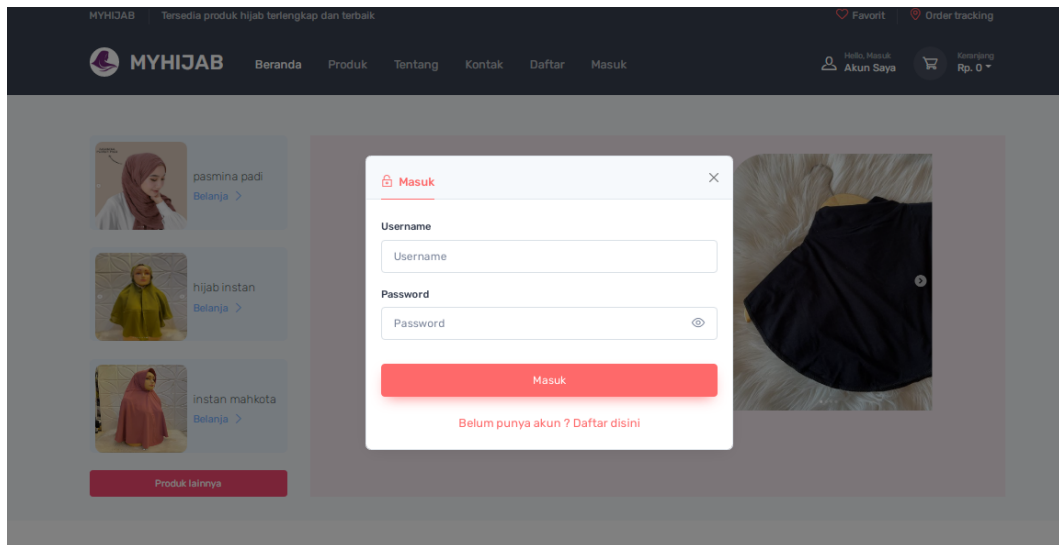 MYHIJAB Tersedia produk hijab terlengkap dan terbaik Favorit Order tracking
MYHIJAB Beranda Produk Tentang Kontak Daftar Masuk Hello, Masuk Akun Saya Keranjang Rp. 0
pasmina padi
Belanja
hijab instan
Belanja
instan mahkota
Belanja
Produk lainnya
Masuk
Username
Username
Password
Password
Masuk
Belum punya akun ? Daftar disini